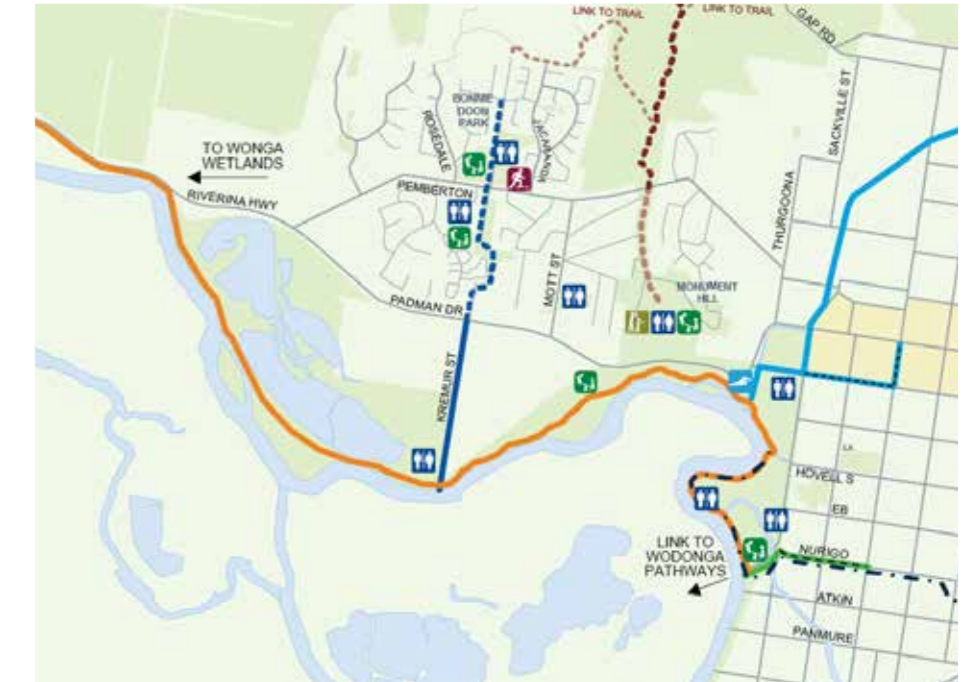 LINK TO TRAIL
LINK TO TRAIL
GAP RD
SACKVILLE ST
BONNIE
DOON
PARK
ROSEDALE
TO WONGA
WETLANDS
RIVERINA HWY
PEMBERTON
THURGOONA
MOTT ST
MONUMENT
HILL
PADMAN DR
KREMUR ST
LA
HOVELL S
EB
LINK TO
WODONGA
PATHWAYS
NURIGO
ATKIN
PANMURE